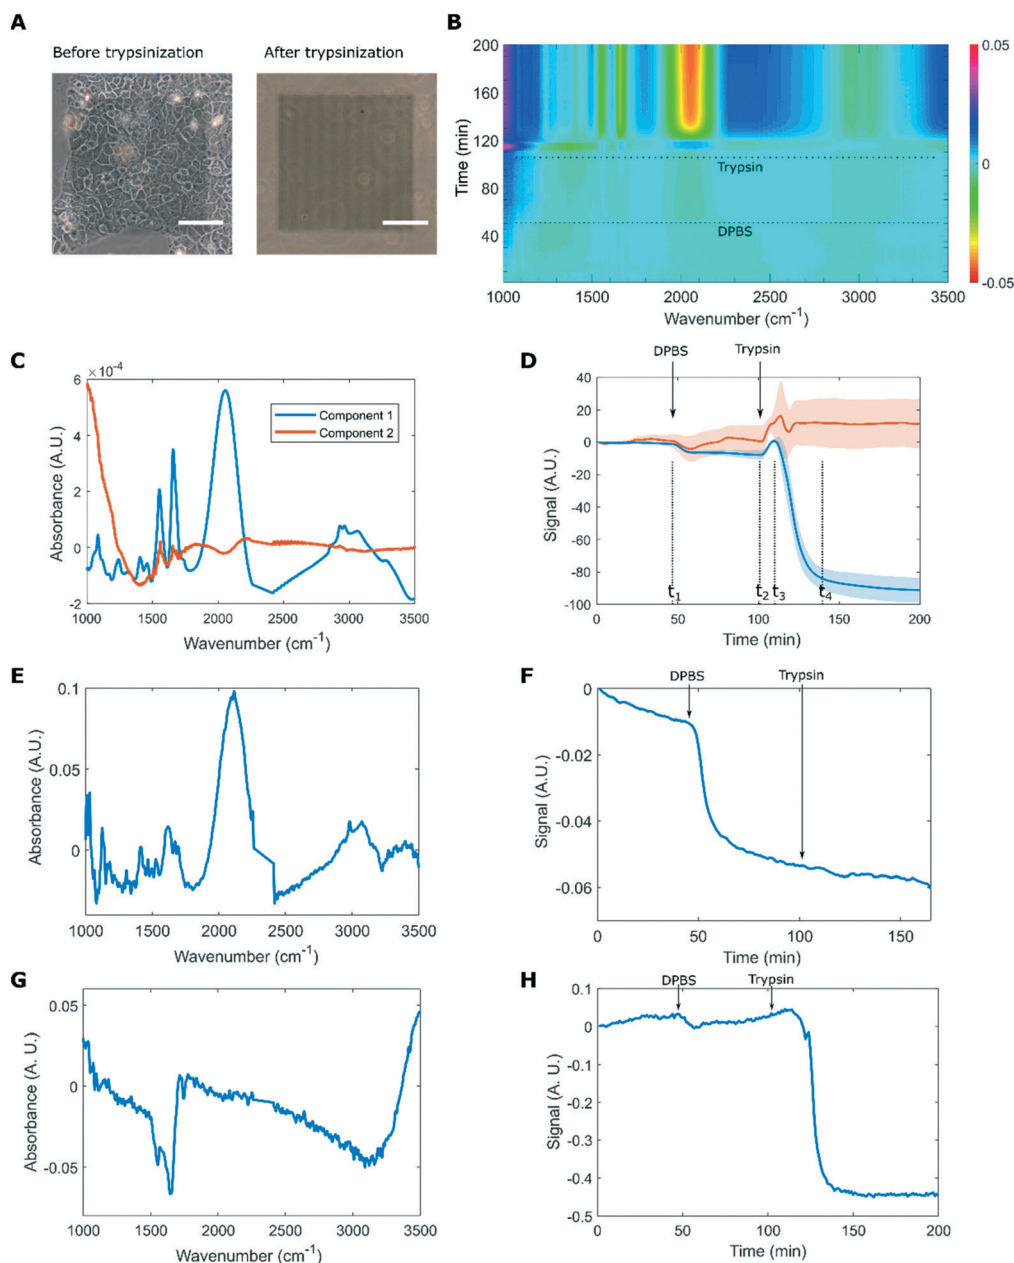 A
Before trypsinization
After trypsinization
B
200
160
120
80
40
Time (min)
Trypsin
DPBS
1000 1500 2000 2500 3000 3500
Wavenumber (cm⁻¹)
0.05
0
-0.05
C
×10⁻⁴
6
4
2
0
-2
Absorbance (A.U.)
Component 1
Component 2
1000 1500 2000 2500 3000 3500
Wavenumber (cm⁻¹)
D
DPBS
Trypsin
40
20
0
-20
-40
-60
-80
-100
Signal (A.U.)
t₁ t₂ t₃ t₄
0 50 100 150 200
Time (min)
E
0.1
0.05
0
Absorbance (A.U.)
1000 1500 2000 2500 3000 3500
Wavenumber (cm⁻¹)
F
DPBS
Trypsin
0
-0.02
-0.04
-0.06
Signal (A.U.)
0 50 100 150
Time (min)
G
0.05
0
-0.05
Absorbance (A. U.)
1000 1500 2000 2500 3000 3500
Wavenumber (cm⁻¹)
H
DPBS
Trypsin
0.1
0
-0.1
-0.2
-0.3
-0.4
-0.5
Signal (A. U.)
0 50 100 150 200
Time (min)